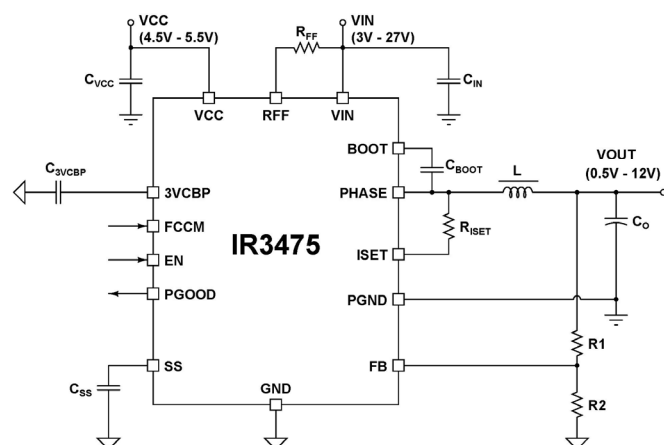 VCC
(4.5V - 5.5V)
VIN
(3V - 27V)
RFF
CVCC
CIN
VCC
RFF
VIN
BOOT
CBOOT
C3VCBP
3VCBP
PHASE
L
VOUT
(0.5V - 12V)
FCCM
RISET
CO
IR3475
EN
ISET
PGOOD
PGND
R1
SS
FB
CSS
GND
R2